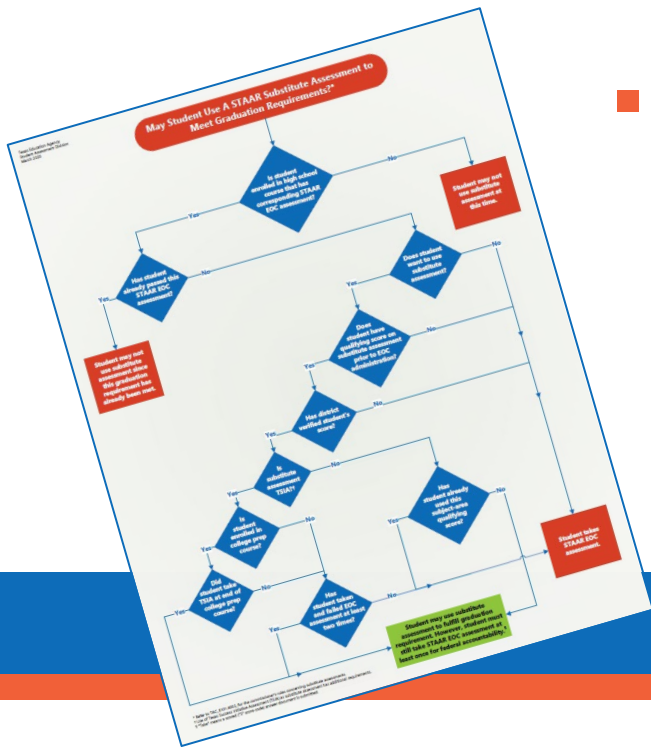 May Student Use A STAAR Substitute Assessment to
Meet Graduation Requirements?*
Texas Education Agency
Student Assessment Division
March 2020
Is student
enrolled in high school
course that has
corresponding STAAR
EOC assessment?
No
Student may not
use substitute
assessment at
this time.
Yes
Has student
already passed this
STAAR EOC
assessment?
No
Yes
Student may not
use substitute
assessment since
this graduation
requirement has
already been met.
Does student
want to use
substitute
assessment?
No
Yes
Does
student have
qualifying score on
substitute assessment
prior to EOC
administration?
No
Yes
Has district
verified student's
score?
No
Yes
Is
substitute
assessment
TSIA?†
No
Yes
Has
student already
used this
subject-area
qualifying
score?
No
Yes
Is
student
enrolled in
college prep
course?
No
Yes
Did
student take
TSIA at end of
college prep
course?
No
Yes
Has
student taken
and failed EOC
assessment at least
two times?
No
Yes
Student takes
STAAR EOC
assessment.
Student may use substitute
assessment to fulfill graduation
requirement. However, student must
still take STAAR EOC assessment at
least once for federal accountability.